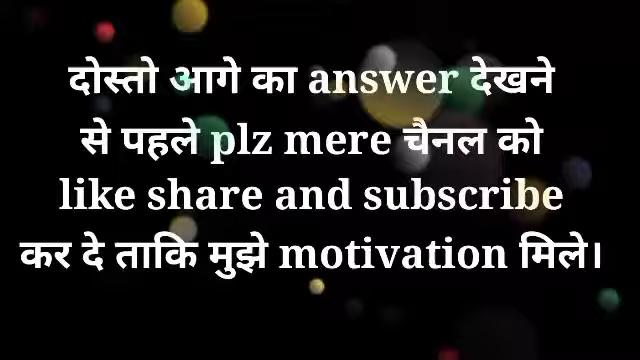 दोस्तो आगे का answer देखने
से पहले plz mere चैनल को
like share and subscribe
कर दे ताकि मुझे motivation मिले।